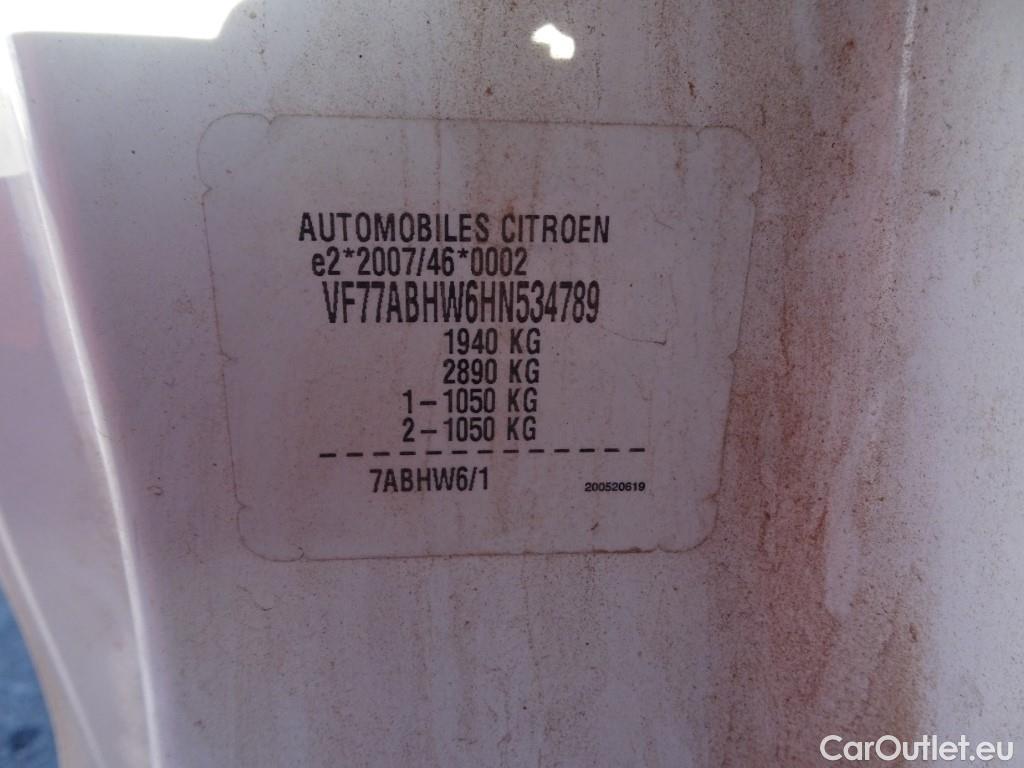 AUTOMOBILES CITROEN
e2*2007/46*0002
VF77ABHW6HN534789
1940 KG
2890 KG
1-1050 KG
2-1050 KG
7ABHW6/1
200520619
CarOutlet.eu